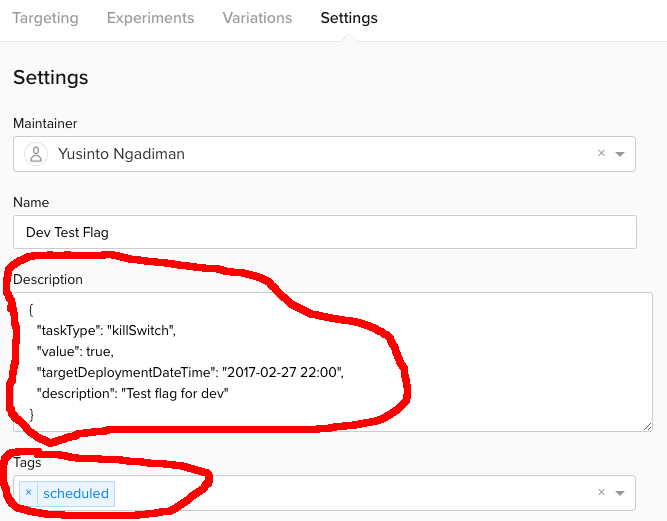 Targeting Experiments Variations Settings
Settings
Maintainer
Yusinto Ngadiman
Name
Dev Test Flag
Description
{
"taskType": "killSwitch",
"value": true,
"targetDeploymentDateTime": "2017-02-27 22:00",
"description": "Test flag for dev"
}
Tags
× scheduled